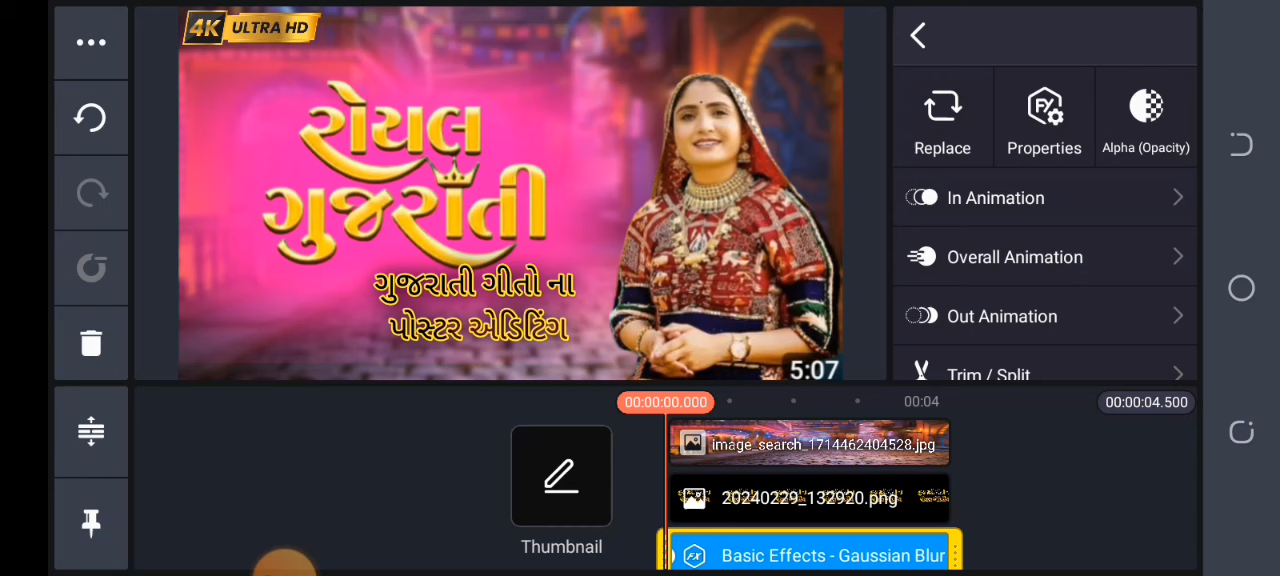 4K ULTRA HD
રોયલ
ગુજરાતી
ગુજરાતી ગીતો ના
પોસ્ટર એડિટિંગ
5:07
Replace
Properties
Alpha (Opacity)
In Animation
Overall Animation
Out Animation
Trim / Split
00:00:00.000
00:04
00:00:04.500
image_search_1714462404528.jpg
20240229_132920.png
Thumbnail
Basic Effects - Gaussian Blur